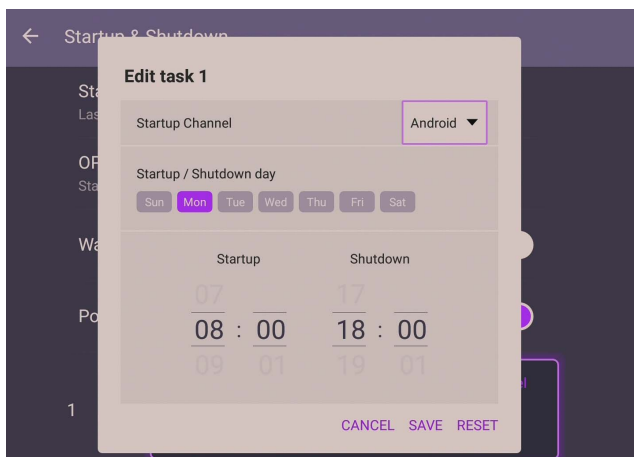 Startup & Shutdown
Edit task 1
Startup Channel
Android
Startup / Shutdown day
Sun Mon Tue Wed Thu Fri Sat
Startup Shutdown
07 17
08 : 00 18 : 00
09 01 19 01
1
CANCEL SAVE RESET